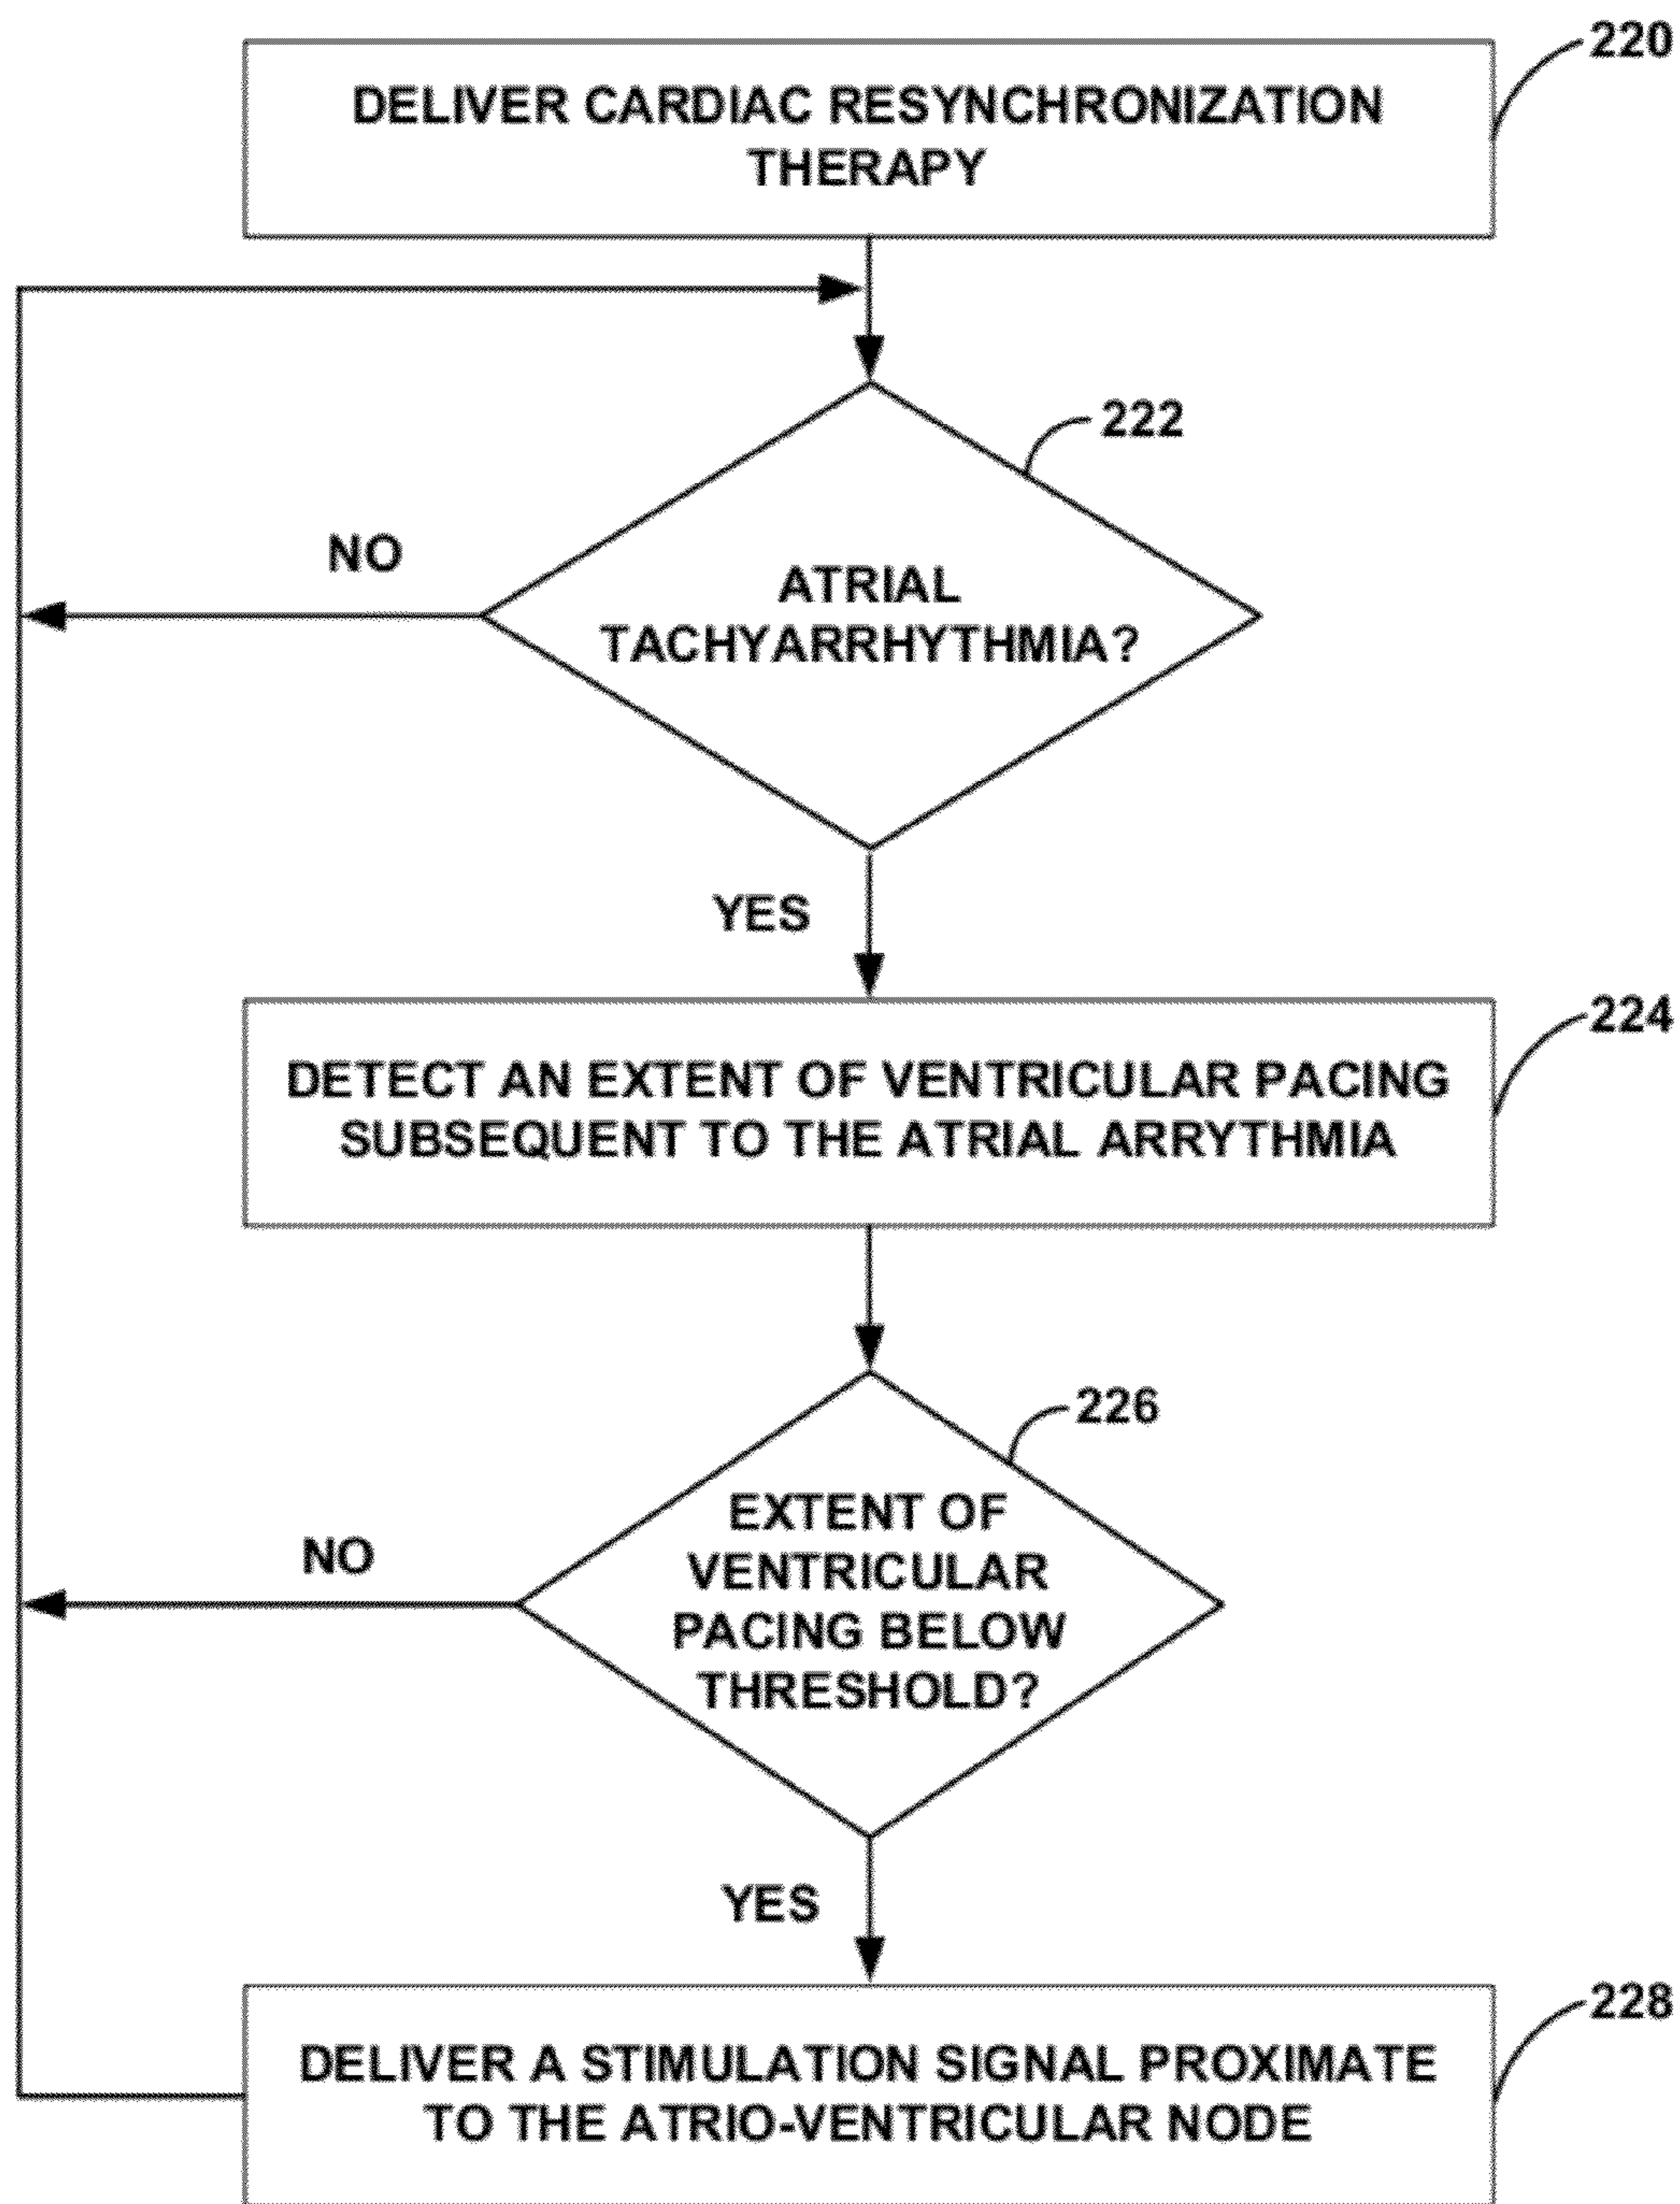 220
DELIVER CARDIAC RESYNCHRONIZATION
THERAPY
222
NO
ATRIAL
TACHYARRHYTHMIA?
YES
224
DETECT AN EXTENT OF VENTRICULAR PACING
SUBSEQUENT TO THE ATRIAL ARRYTHMIA
226
EXTENT OF
VENTRICULAR
PACING BELOW
THRESHOLD?
NO
YES
228
DELIVER A STIMULATION SIGNAL PROXIMATE
TO THE ATRIO-VENTRICULAR NODE